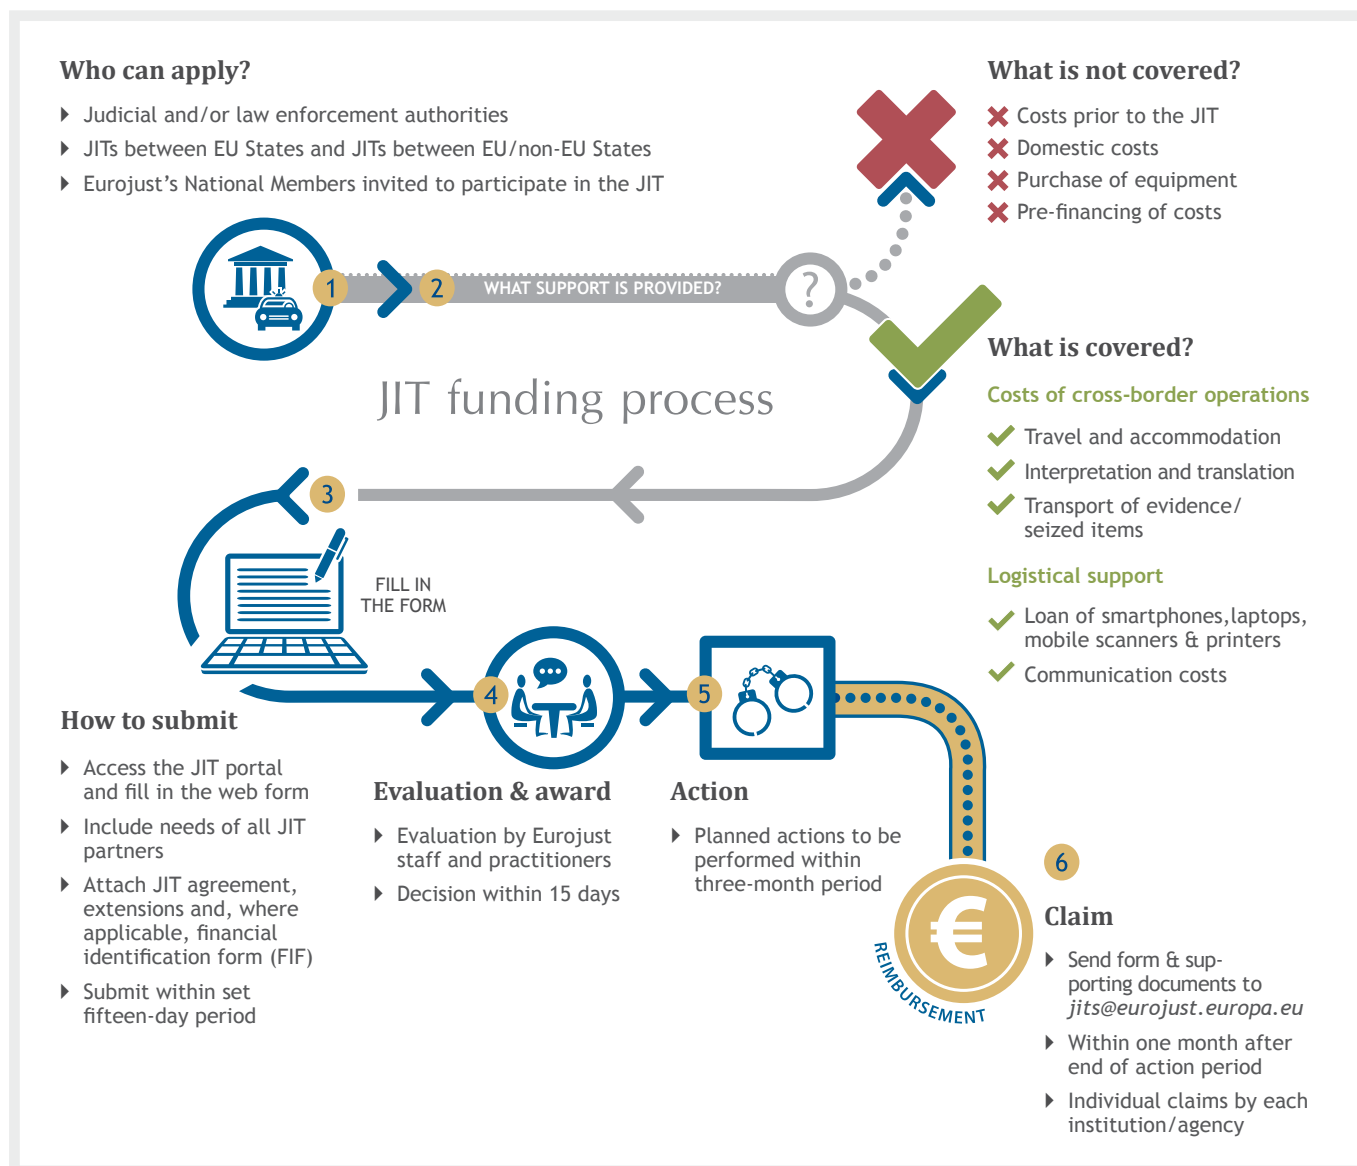 Who can apply?
Judicial and/or law enforcement authorities
JITs between EU States and JITs between EU/non-EU States
Eurojust's National Members invited to participate in the JIT
What is not covered?
Costs prior to the JIT
Domestic costs
Purchase of equipment
Pre-financing of costs
1
2
WHAT SUPPORT IS PROVIDED?
?
JIT funding process
What is covered?
Costs of cross-border operations
Travel and accommodation
Interpretation and translation
Transport of evidence/
seized items
Logistical support
Loan of smartphones,laptops,
mobile scanners & printers
Communication costs
3
FILL IN
THE FORM
How to submit
Access the JIT portal
and fill in the web form
Include needs of all JIT
partners
Attach JIT agreement,
extensions and, where
applicable, financial
identification form (FIF)
Submit within set
fifteen-day period
4
Evaluation & award
Evaluation by Eurojust
staff and practitioners
Decision within 15 days
5
Action
Planned actions to be
performed within
three-month period
€
REIMBURSEMENT
6
Claim
Send form & sup-
porting documents to
jits@eurojust.europa.eu
Within one month after
end of action period
Individual claims by each
institution/agency